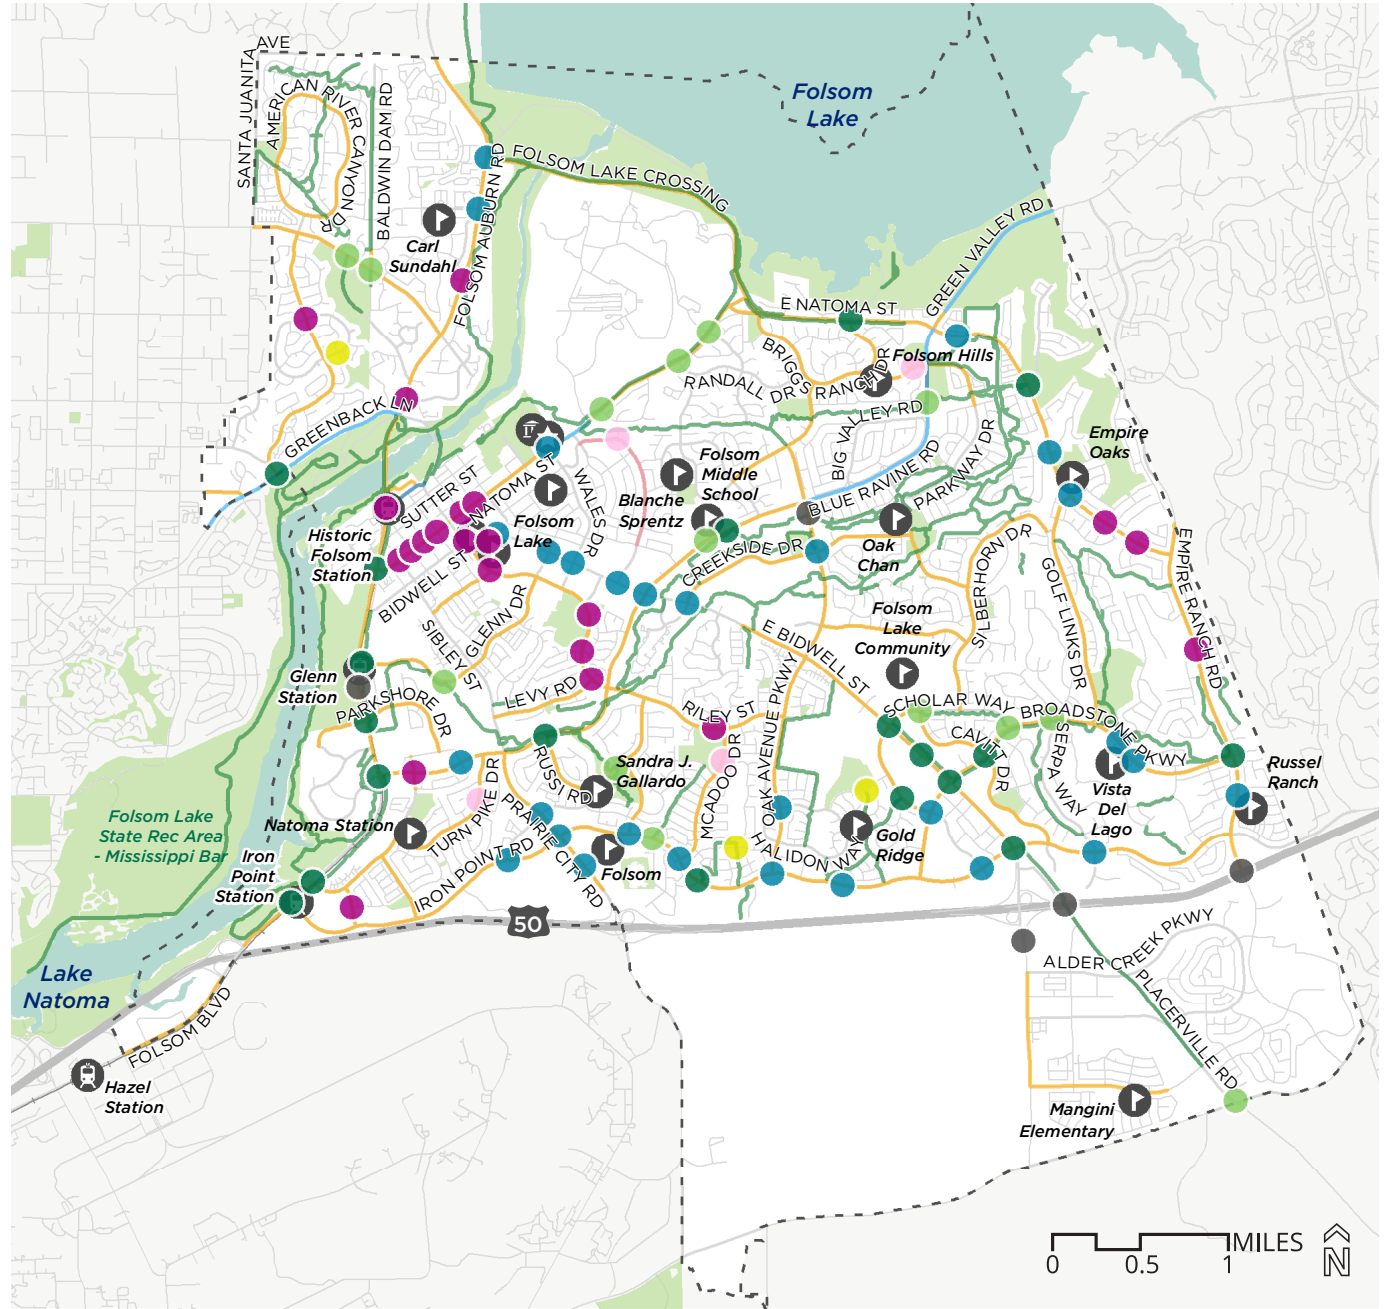 AVE
SANTA JUANITA
AMERICAN RIVER CANYON DR
BALDWIN DAM RD
Folsom
Lake
FOLSOM LAKE CROSSING
FOLSOM AUBURN RD
Carl
Sundahl
GREEN VALLEY RD
E NATOMA ST
BRIGGS RANCH DR
Folsom Hills
RANDALL DR
GREENBACK LN
BIG VALLEY RD
Empire
Oaks
Folsom
Middle
School
BLUE RAVINE RD
PARKWAY DR
SUTTER ST
NATOMA ST
WALES DR
Blanche
Sprentz
Historic
Folsom
Station
Folsom
Lake
Oak
Chan
CREEKSIDE DR
SILBERHORN DR
GOLF LINKS DR
EMPIRE RANCH RD
BIDWELL ST
SIBLEY ST
GLENN DR
Folsom
Lake
Community
E BIDWELL ST
Glenn
Station
LEVY RD
PARKSHORE DR
RILEY ST
OAK AVENUE PKWY
SCHOLAR WAY
BROADSTONE PKWY
CAVITT DR
SERPA WAY
RUSSI RD
Sandra J.
Gallardo
MCADOO DR
Russel
Ranch
Vista
Del
Lago
Folsom Lake
State Rec Area
- Mississippi Bar
Natoma Station
TURN PIKE DR
PRAIRIE CITY RD
IRON POINT RD
Folsom
HALIDON WAY
Gold
Ridge
Iron
Point
Station
50
Lake
Natoma
ALDER CREEK PKWY
PLACERVILLE RD
FOLSOM BLVD
Hazel
Station
Mangini
Elementary
MILES
0 0.5 1
N